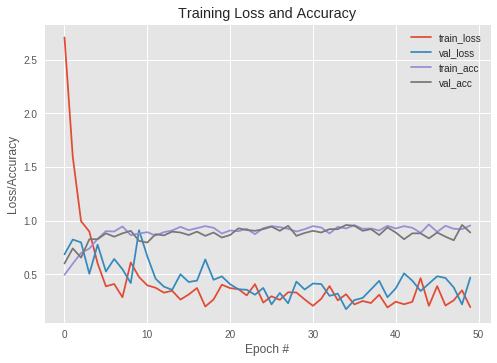 Training Loss and Accuracy
train_loss
val_loss
train_acc
val_acc
Loss/Accuracy
2.5
2.0
1.5
1.0
0.5
0 10 20 30 40 50
Epoch #